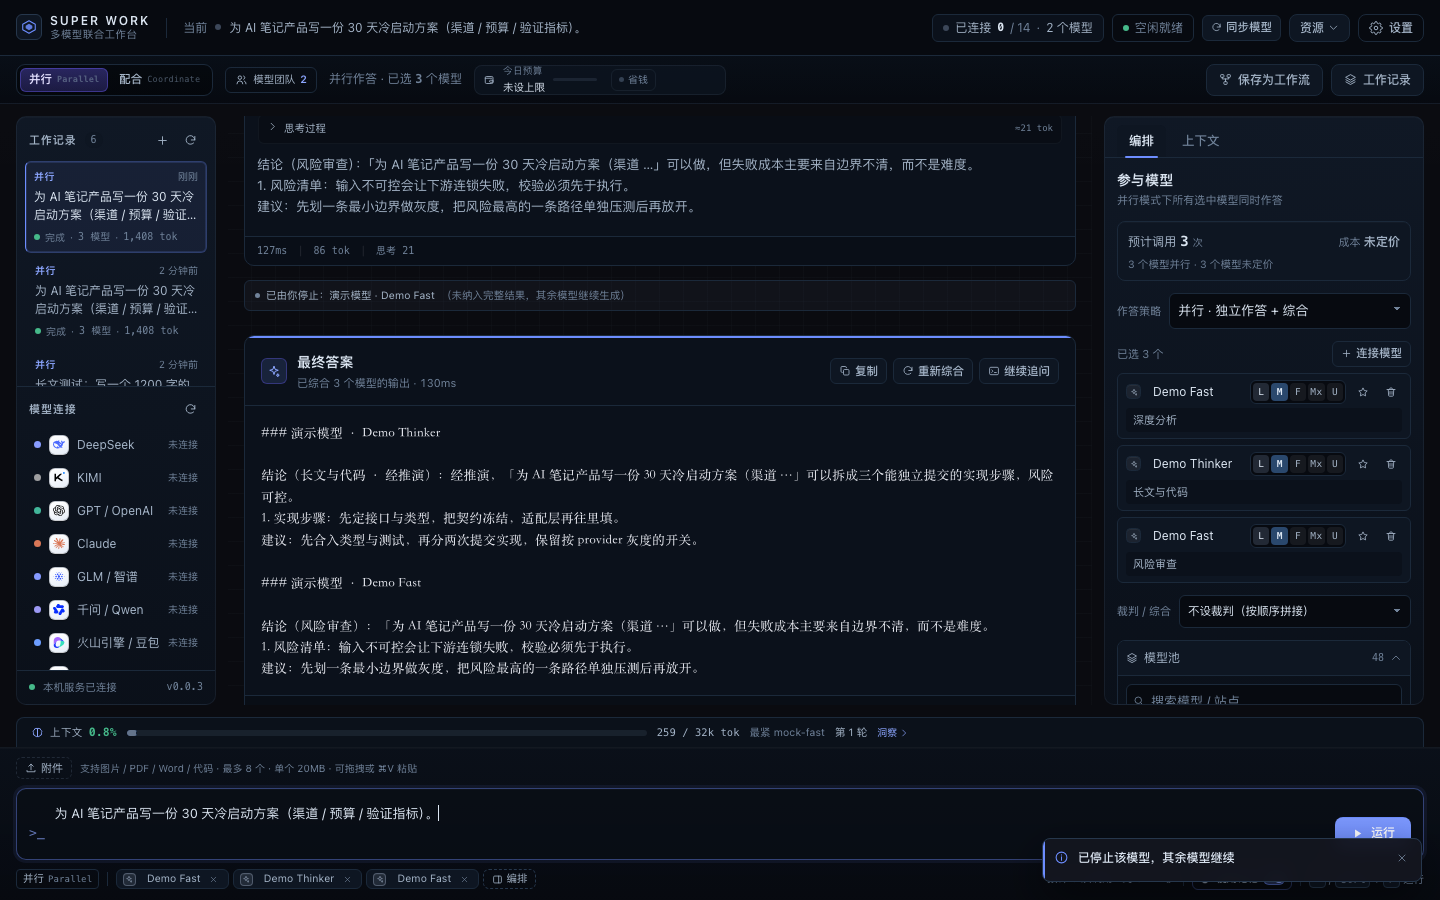 SUPER WORK
多模型联合工作台
当前 为 AI 笔记产品写一份 30 天冷启动方案（渠道 / 预算 / 验证指标）。
已连接 0 / 14 · 2 个模型
空闲就绪
同步模型
资源
设置
并行 Parallel
配合 Coordinate
模型团队 2
并行作答 · 已选 3 个模型
今日预算
未设上限
省钱
保存为工作流
工作记录
工作记录 6
并行 刚刚
为 AI 笔记产品写一份 30 天冷
启动方案（渠道 / 预算 / 验证...
完成 · 3 模型 · 1,408 tok
并行 2 分钟前
为 AI 笔记产品写一份 30 天冷
启动方案（渠道 / 预算 / 验证...
完成 · 3 模型 · 1,408 tok
并行 2 分钟前
长文测试：写一个 1200 字的
模型连接
DeepSeek 未连接
KIMI 未连接
GPT / OpenAI 未连接
Claude 未连接
GLM / 智谱 未连接
千问 / Qwen 未连接
火山引擎 / 豆包 未连接
本机服务已连接 v0.0.3
思考过程 ≈21 tok
结论（风险审查）：「为 AI 笔记产品写一份 30 天冷启动方案（渠道 ...」可以做，但失败成本主要来自边界不清，而不是难度。
1. 风险清单：输入不可控会让下游连锁失败，校验必须先于执行。
建议：先划一条最小边界做灰度，把风险最高的一条路径单独压测后再放开。
127ms 86 tok 思考 21
已由你停止：演示模型 · Demo Fast （未纳入完整结果，其余模型继续生成）
最终答案
已综合 3 个模型的输出 · 130ms
复制
重新综合
继续追问
### 演示模型 · Demo Thinker
结论（长文与代码 · 经推演）：经推演，「为 AI 笔记产品写一份 30 天冷启动方案（渠道 …」可以拆成三个能独立提交的实现步骤，风险
可控。
1. 实现步骤：先定接口与类型，把契约冻结，适配层再往里填。
建议：先合入类型与测试，再分两次提交实现，保留按 provider 灰度的开关。
### 演示模型 · Demo Fast
结论（风险审查）：「为 AI 笔记产品写一份 30 天冷启动方案（渠道 …」可以做，但失败成本主要来自边界不清，而不是难度。
1. 风险清单：输入不可控会让下游连锁失败，校验必须先于执行。
建议：先划一条最小边界做灰度，把风险最高的一条路径单独压测后再放开。
编排 上下文
参与模型
并行模式下所有选中模型同时作答
预计调用 3 次 成本 未定价
3 个模型并行 · 3 个模型未定价
作答策略 并行 · 独立作答 + 综合
已选 3 个 + 连接模型
Demo Fast L M F Mx U
深度分析
Demo Thinker L M F Mx U
长文与代码
Demo Fast L M F Mx U
风险审查
裁判 / 综合 不设裁判（按顺序拼接）
模型池 48
搜索模型 / 站点
上下文 0.8% 259 / 32k tok 最紧 mock-fast 第 1 轮 洞察
附件 支持图片 / PDF / Word / 代码 · 最多 8 个 · 单个 20MB · 可拖拽或 ⌘V 粘贴
为 AI 笔记产品写一份 30 天冷启动方案（渠道 / 预算 / 验证指标）。
>_
运行
已停止该模型，其余模型继续
并行 Parallel Demo Fast × Demo Thinker × Demo Fast × 编排